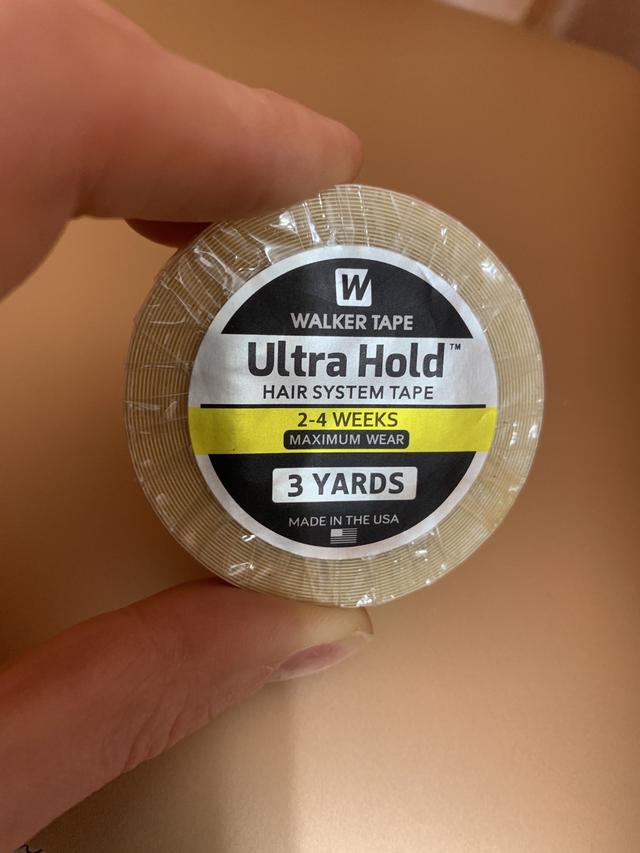 W
WALKER TAPE
Ultra Hold™
HAIR SYSTEM TAPE
2-4 WEEKS
MAXIMUM WEAR
3 YARDS
MADE IN THE USA